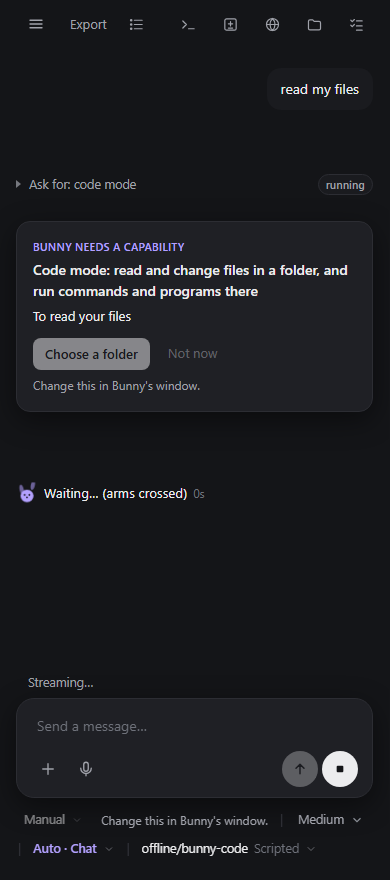 Export
read my files
Ask for: code mode
running
BUNNY NEEDS A CAPABILITY
Code mode: read and change files in a folder, and
run commands and programs there
To read your files
Choose a folder
Not now
Change this in Bunny's window.
Waiting... (arms crossed) 0s
Streaming...
Send a message...
Manual
Change this in Bunny's window.
Medium
Auto · Chat
offline/bunny-code Scripted